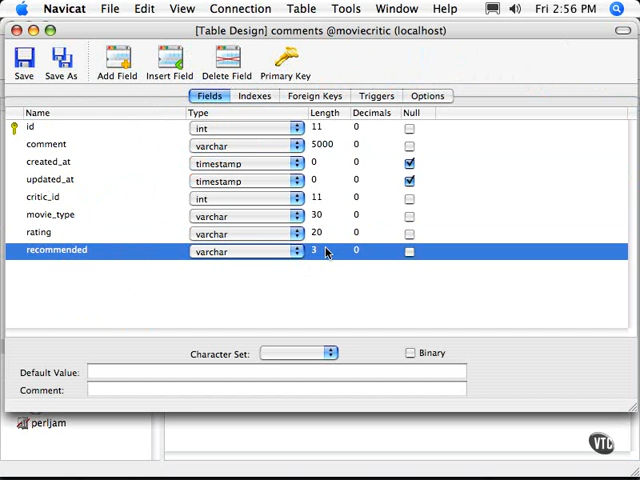 Navicat File Edit View Connection Table Tools Window Help Fri 2:56 PM
[Table Design] comments @moviecritic (localhost)
Save Save As Add Field Insert Field Delete Field Primary Key
Fields Indexes Foreign Keys Triggers Options
Name Type Length Decimals Null
id int 11 0
comment varchar 5000 0
created_at timestamp 0 0
updated_at timestamp 0 0
critic_id int 11 0
movie_type varchar 30 0
rating varchar 20 0
recommended varchar 3 0
Character Set: Binary
Default Value:
Comment:
perljam
VTC